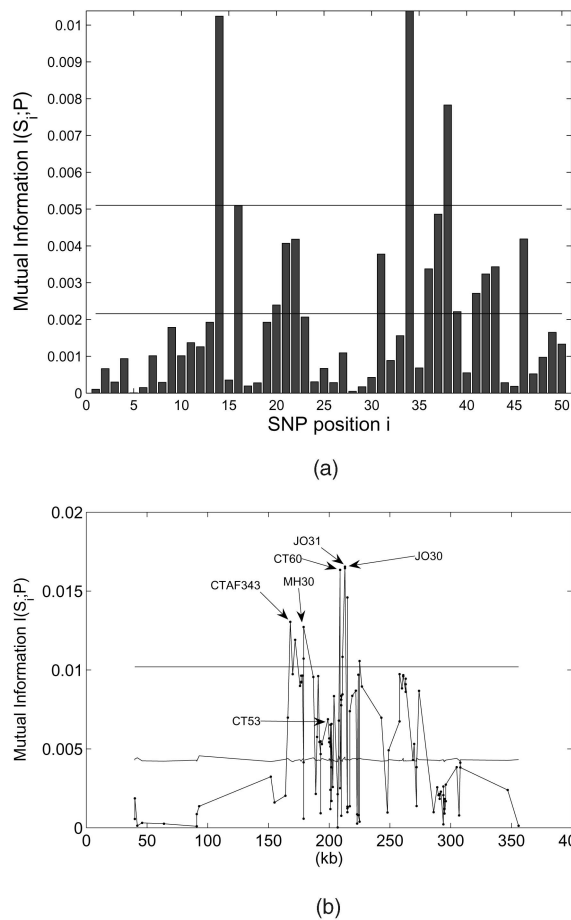 0.01
0.009
0.008
0.007
0.006
0.005
0.004
0.003
0.002
0.001
0
Mutual Information I(Si;P)
0 5 10 15 20 25 30 35 40 45 50
SNP position i
(a)
0.02
0.015
0.01
0.005
0
Mutual Information I(Si;P)
JO31
JO30
CT60
CTAF343
MH30
CT53
0 50 100 150 200 250 300 350 400
(kb)
(b)